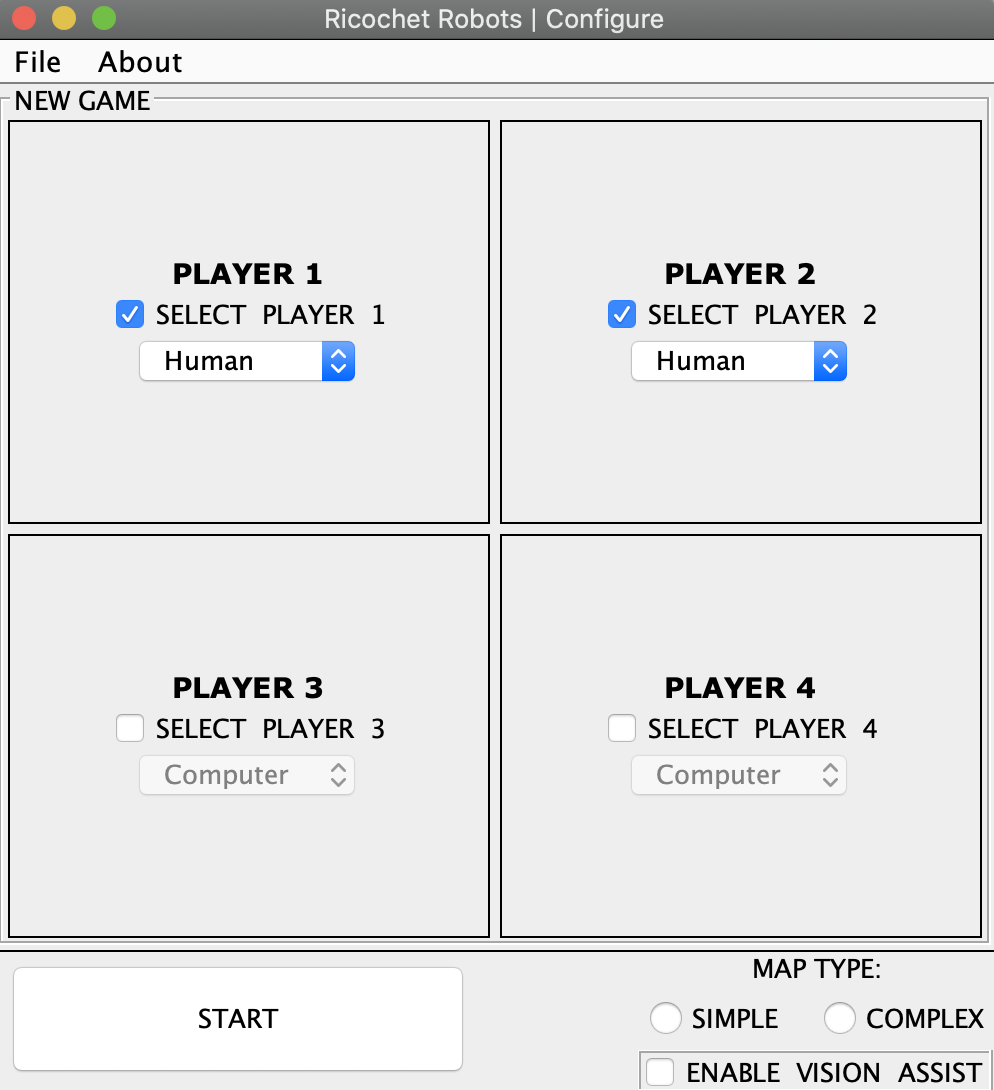 Ricochet Robots | Configure
File About
NEW GAME
PLAYER 1
SELECT PLAYER 1
Human
PLAYER 2
SELECT PLAYER 2
Human
PLAYER 3
SELECT PLAYER 3
Computer
PLAYER 4
SELECT PLAYER 4
Computer
START
MAP TYPE:
SIMPLE COMPLEX
ENABLE VISION ASSIST